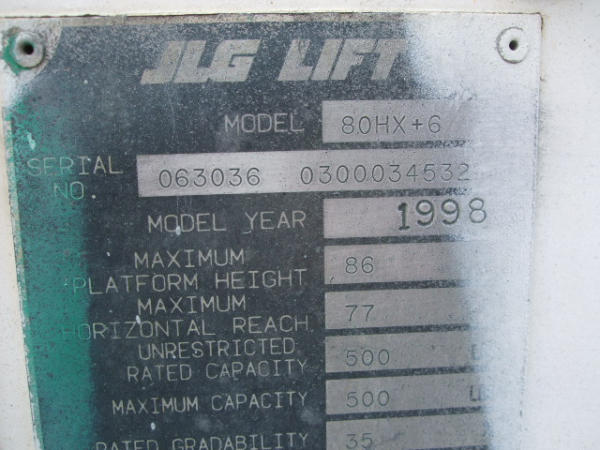 JLG LIFT
MODEL 80HX+6
SERIAL NO. 063036 0300034532
MODEL YEAR 1998
MAXIMUM
PLATFORM HEIGHT 86
MAXIMUM
HORIZONTAL REACH 77
UNRESTRICTED
RATED CAPACITY 500
MAXIMUM CAPACITY 500
RATED GRADABILITY 35